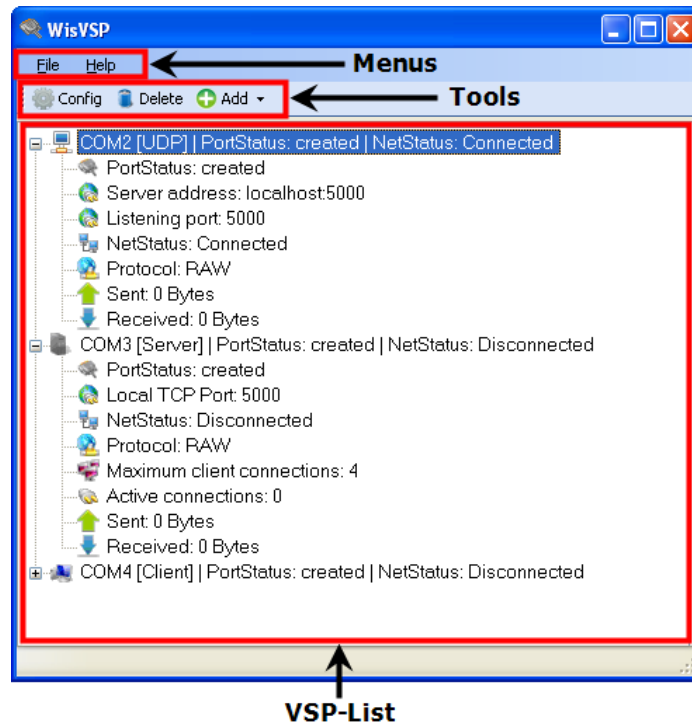 WisVSP
File Help
Menus
Config Delete Add
Tools
COM2 [UDP] | PortStatus: created | NetStatus: Connected
PortStatus: created
Server address: localhost:5000
Listening port: 5000
NetStatus: Connected
Protocol: RAW
Sent: 0 Bytes
Received: 0 Bytes
COM3 [Server] | PortStatus: created | NetStatus: Disconnected
PortStatus: created
Local TCP Port: 5000
NetStatus: Disconnected
Protocol: RAW
Maximum client connections: 4
Active connections: 0
Sent: 0 Bytes
Received: 0 Bytes
COM4 [Client] | PortStatus: created | NetStatus: Disconnected
VSP-List